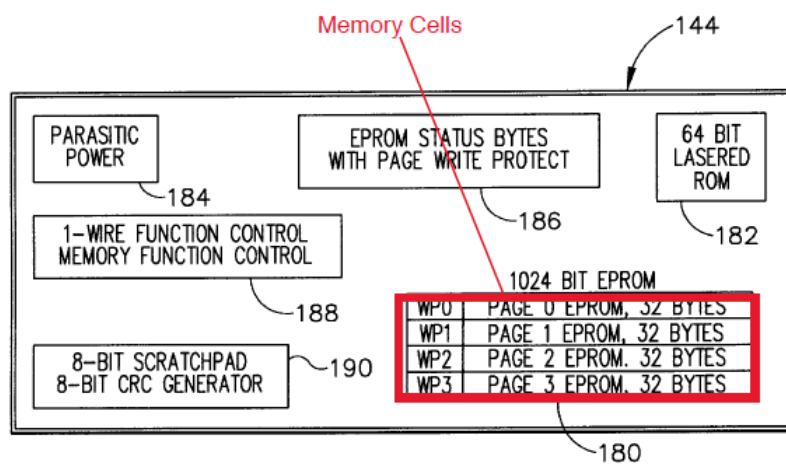 Memory Cells
144
PARASITIC
POWER
184
EPROM STATUS BYTES
WITH PAGE WRITE PROTECT
186
64 BIT
LASERED
ROM
182
1-WIRE FUNCTION CONTROL
MEMORY FUNCTION CONTROL
188
1024 BIT EPROM
WP0 PAGE 0 EPROM, 32 BYTES
WP1 PAGE 1 EPROM, 32 BYTES
WP2 PAGE 2 EPROM. 32 BYTES
WP3 PAGE 3 EPROM, 32 BYTES
180
8-BIT SCRATCHPAD
8-BIT CRC GENERATOR
190